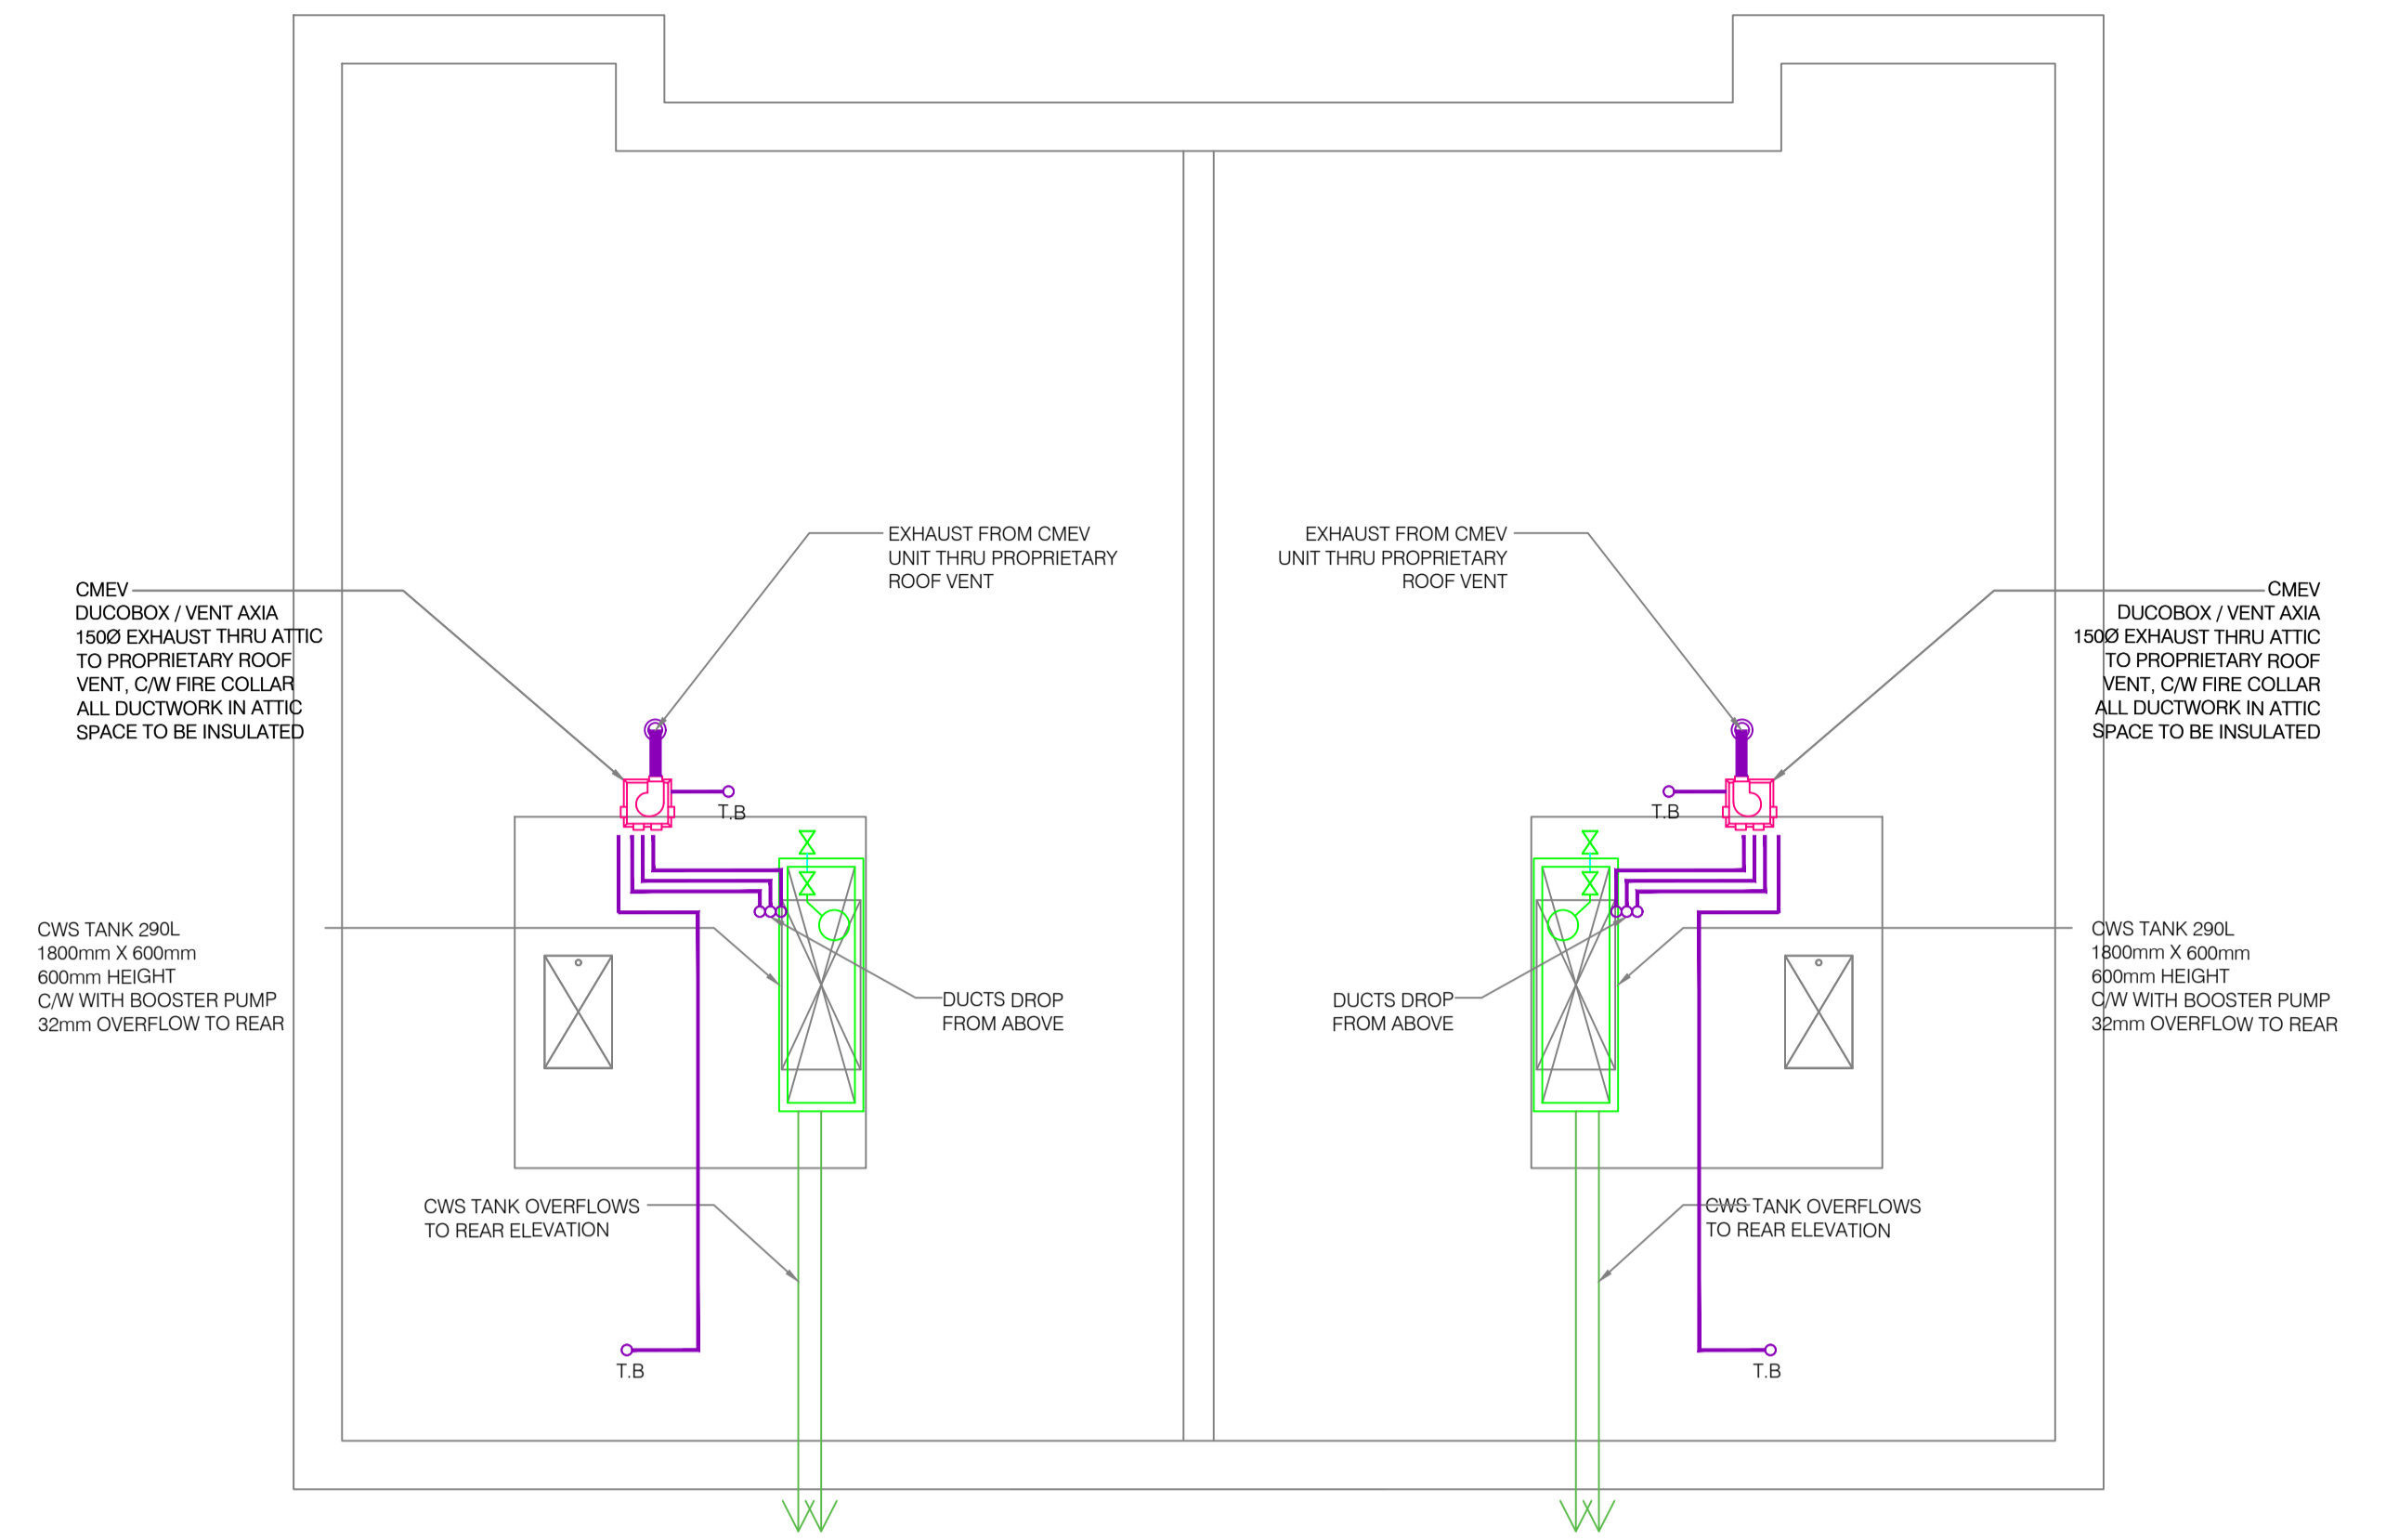 EXHAUST FROM CMEV
UNIT THRU PROPRIETARY
ROOF VENT
EXHAUST FROM CMEV
UNIT THRU PROPRIETARY
ROOF VENT
CMEV
DUCOBOX / VENT AXIA
150Ø EXHAUST THRU ATTIC
TO PROPRIETARY ROOF
VENT, C/W FIRE COLLAR
ALL DUCTWORK IN ATTIC
SPACE TO BE INSULATED
CMEV
DUCOBOX / VENT AXIA
150Ø EXHAUST THRU ATTIC
TO PROPRIETARY ROOF
VENT, C/W FIRE COLLAR
ALL DUCTWORK IN ATTIC
SPACE TO BE INSULATED
T.B
T.B
CWS TANK 290L
1800mm X 600mm
600mm HEIGHT
C/W WITH BOOSTER PUMP
32mm OVERFLOW TO REAR
DUCTS DROP
FROM ABOVE
DUCTS DROP
FROM ABOVE
CWS TANK 290L
1800mm X 600mm
600mm HEIGHT
C/W WITH BOOSTER PUMP
32mm OVERFLOW TO REAR
CWS TANK OVERFLOWS
TO REAR ELEVATION
CWS TANK OVERFLOWS
TO REAR ELEVATION
T.B
T.B